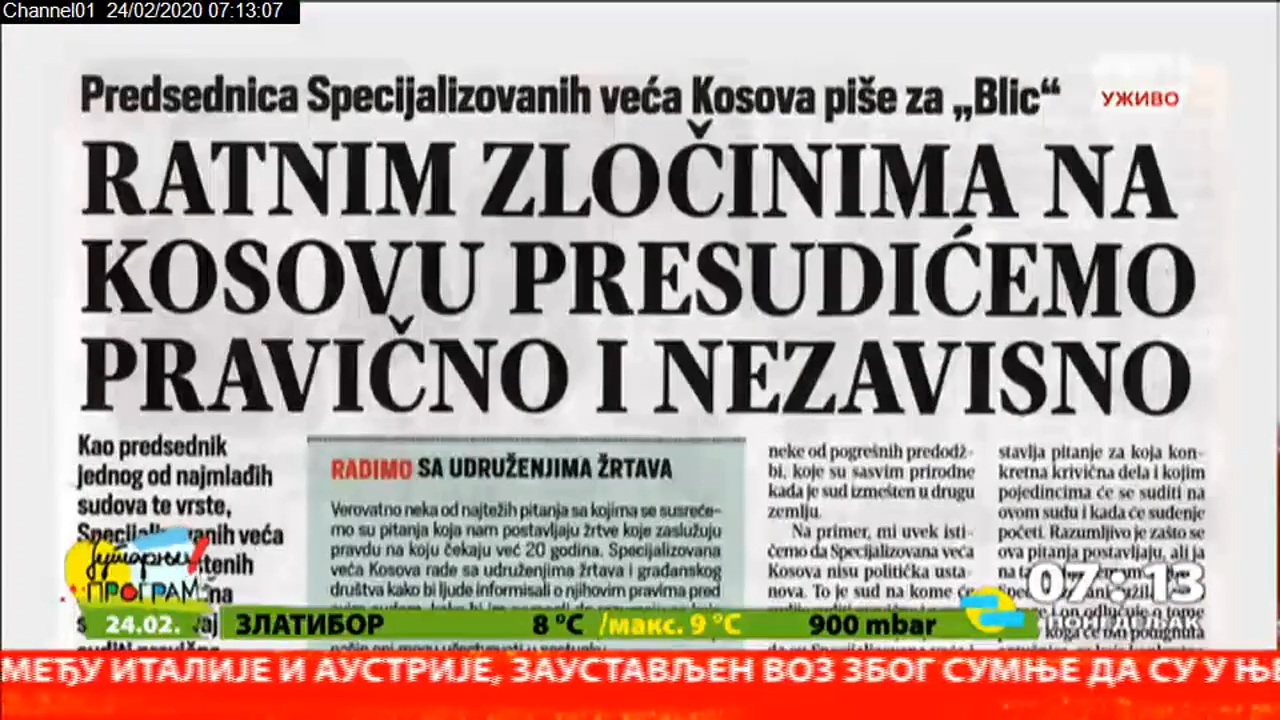 Channel01 24/02/2020 07:13:07
Predsednica Specijalizovanih veća Kosova piše za „Blic“
УЖИВО
RATNIM ZLOČINIMA NA
KOSOVU PRESUDIĆEMO
PRAVIČNO I NEZAVISNO
Kao predsednik
jednog od najmlađih
sudova te vrste,
veća
RADIMO SA UDRUŽENJIMA ŽRTAVA
Verovatno neka od najtežih pitanja sa kojima se susreće-
mo su pitanja koja nam postavljaju žrtve koje zaslužuju
pravdu na koju čekaju već 20 godina. Specijalizovana
veća Kosova rade sa udruženjima žrtava i građanskog
društva kako bi ljude informisali o njihovim pravima pred
neke od pogrešnih predodž-
bi, koje su sasvim prirodne
kada je sud izmešten u drugu
zemlju.
Na primer, mi uvek isti-
čemo da Specijalizovana veća
Kosova nisu politička usta-
nova. To je sud na kome će
stavlja pitanje za koja kon-
kretna krivična dela i kojim
pojedincima će se suditi na
ovom sudu i kada će suđenje
početi. Razumljivo je zašto se
ova pitanja postavljaju, ali ja
Јутарњи
ПРОГРАМ
07:13
ПОНЕДЕЉАК
24.02. ЗЛАТИБОР 8 °C /макс. 9 °C 900 mbar
МЕЂУ ИТАЛИЈЕ И АУСТРИЈЕ, ЗАУСТАВЉЕН ВОЗ ЗБОГ СУМЊЕ ДА СУ У ЊЕ